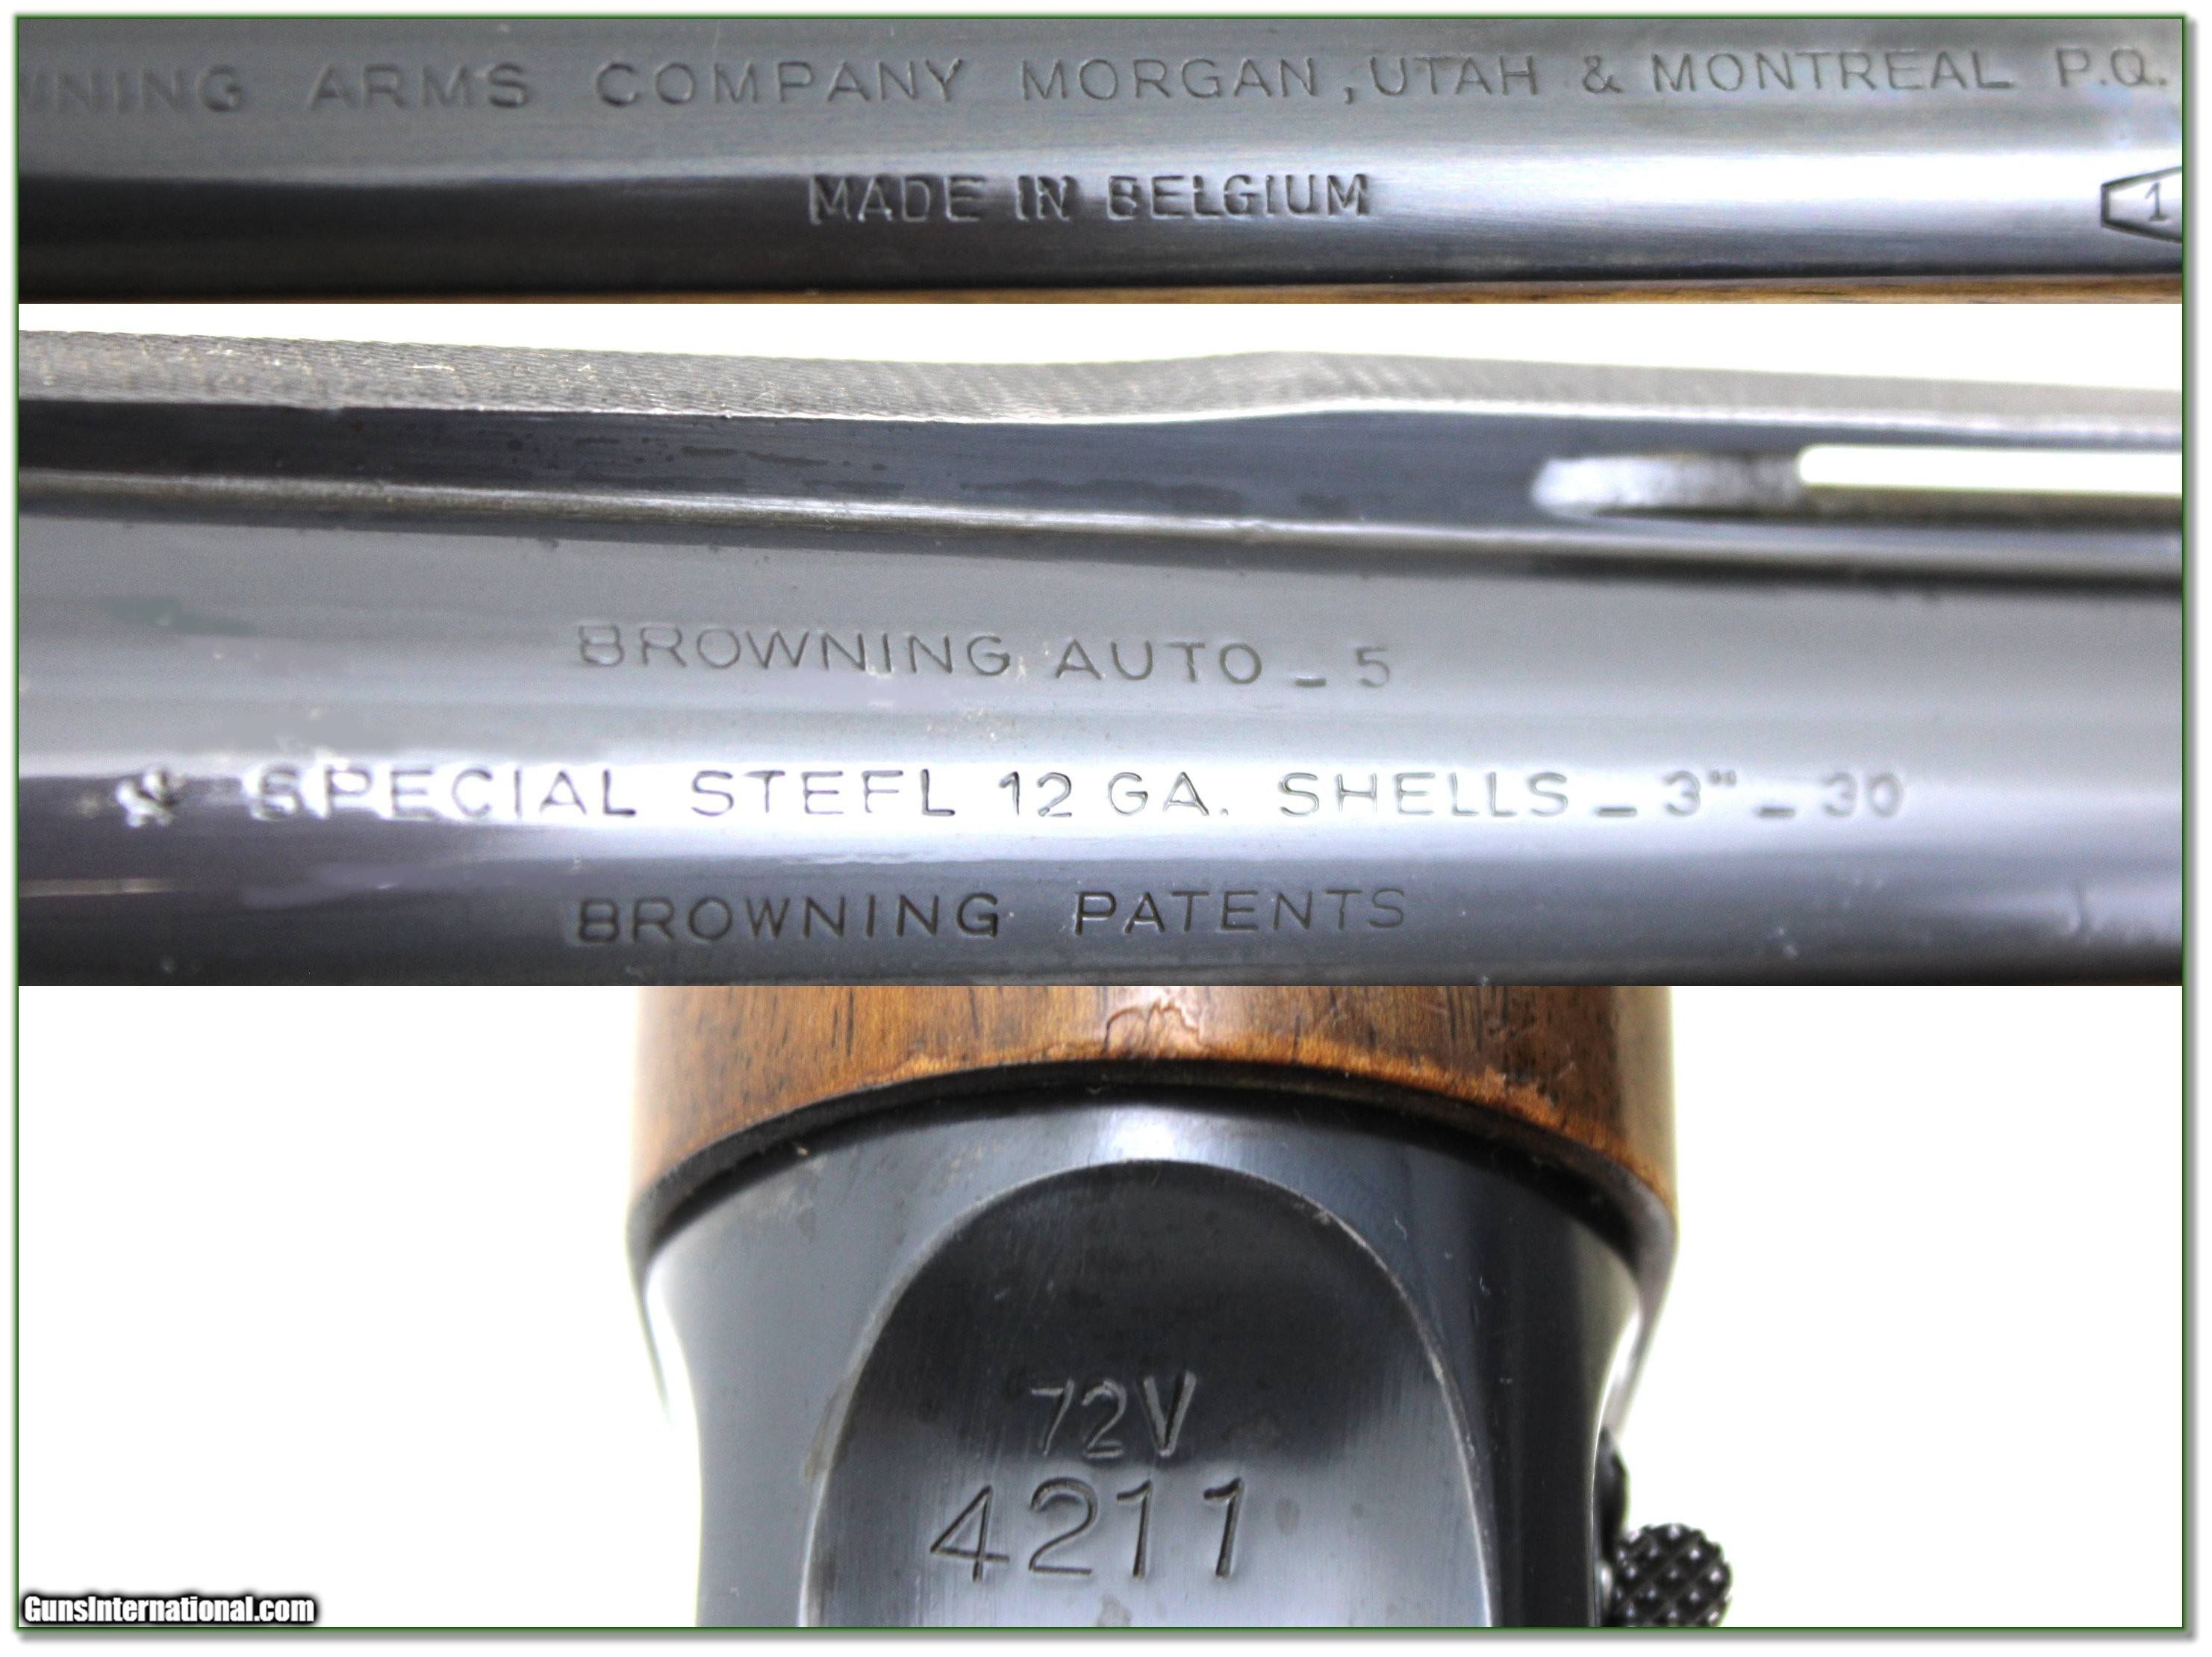 NING ARMS COMPANY MORGAN, UTAH & MONTREAL P.Q.
MADE IN BELGIUM
1
BROWNING AUTO - 5
SPECIAL STEEL 12 GA. SHELLS - 3" - 30
BROWNING PATENTS
72V
4211
GunsInternational.com